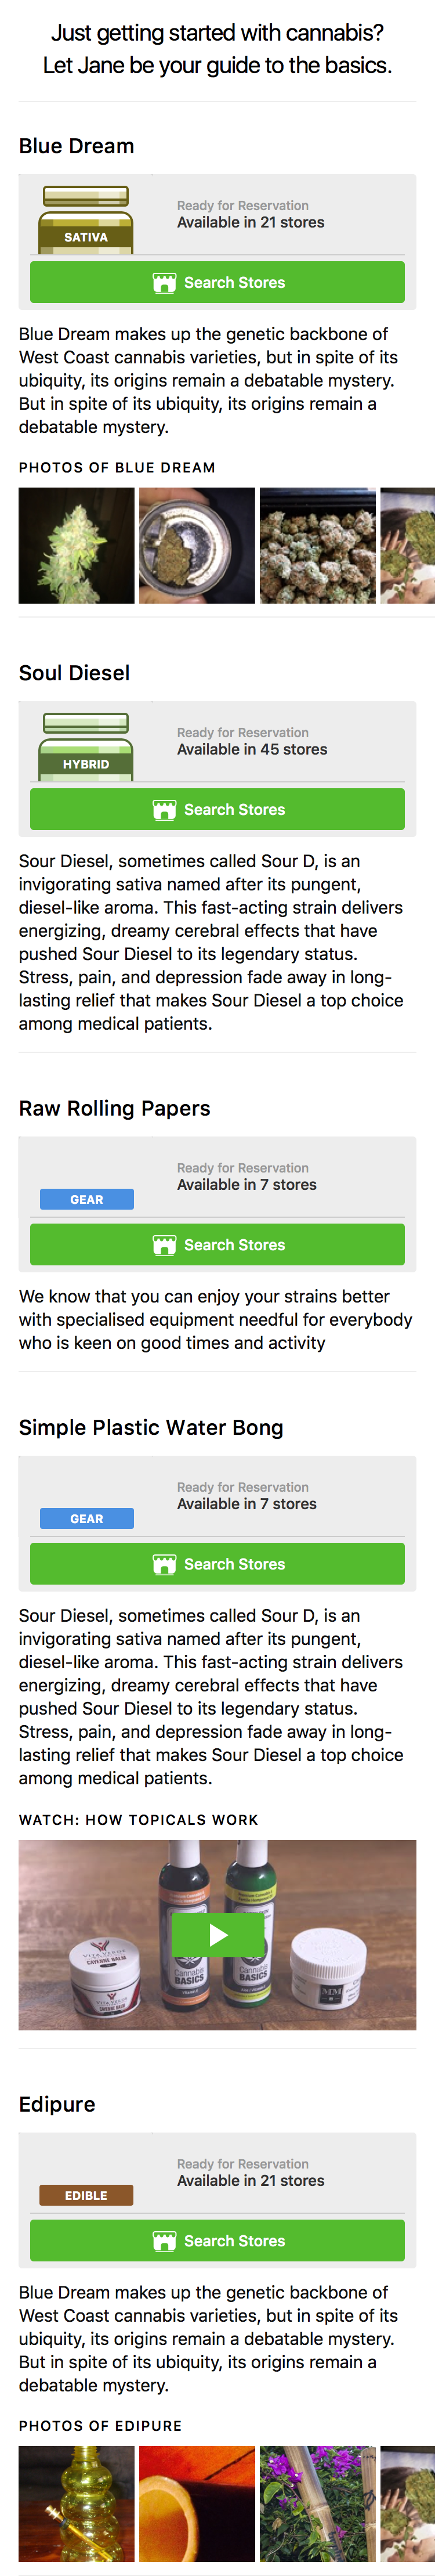 Just getting started with cannabis?
Let Jane be your guide to the basics.
Blue Dream
SATIVA
Ready for Reservation
Available in 21 stores
Search Stores
Blue Dream makes up the genetic backbone of
West Coast cannabis varieties, but in spite of its
ubiquity, its origins remain a debatable mystery.
But in spite of its ubiquity, its origins remain a
debatable mystery.
PHOTOS OF BLUE DREAM
Soul Diesel
HYBRID
Ready for Reservation
Available in 45 stores
Search Stores
Sour Diesel, sometimes called Sour D, is an
invigorating sativa named after its pungent,
diesel-like aroma. This fast-acting strain delivers
energizing, dreamy cerebral effects that have
pushed Sour Diesel to its legendary status.
Stress, pain, and depression fade away in long-
lasting relief that makes Sour Diesel a top choice
among medical patients.
Raw Rolling Papers
GEAR
Ready for Reservation
Available in 7 stores
Search Stores
We know that you can enjoy your strains better
with specialised equipment needful for everybody
who is keen on good times and activity
Simple Plastic Water Bong
GEAR
Ready for Reservation
Available in 7 stores
Search Stores
Sour Diesel, sometimes called Sour D, is an
invigorating sativa named after its pungent,
diesel-like aroma. This fast-acting strain delivers
energizing, dreamy cerebral effects that have
pushed Sour Diesel to its legendary status.
Stress, pain, and depression fade away in long-
lasting relief that makes Sour Diesel a top choice
among medical patients.
WATCH: HOW TOPICALS WORK
CAYENNE BALM
Cannabis
BASICS
Cannabis
BASICS
MM
Edipure
EDIBLE
Ready for Reservation
Available in 21 stores
Search Stores
Blue Dream makes up the genetic backbone of
West Coast cannabis varieties, but in spite of its
ubiquity, its origins remain a debatable mystery.
But in spite of its ubiquity, its origins remain a
debatable mystery.
PHOTOS OF EDIPURE